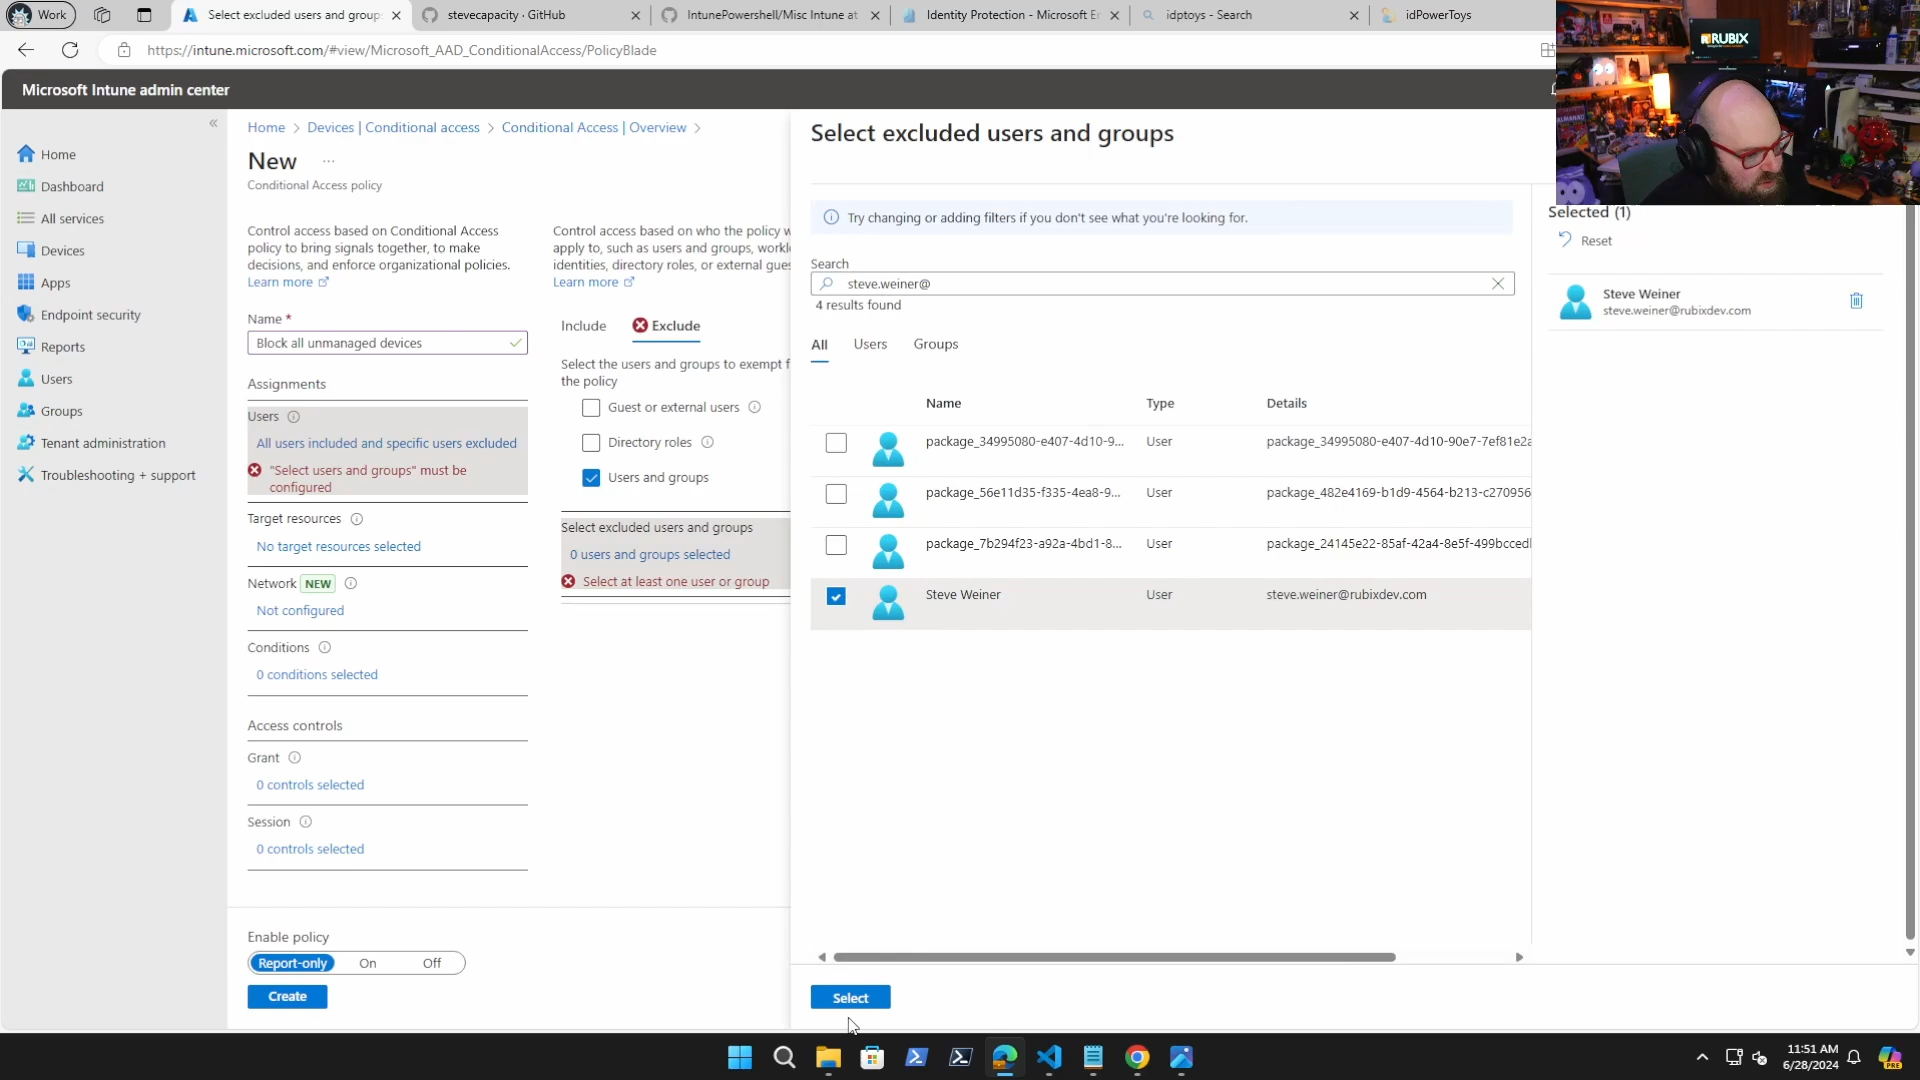 Work
Select excluded users and group
stevecapacity · GitHub
IntunePowershell/Misc Intune at
Identity Protection - Microsoft En
idptoys - Search
idPowerToys
https://intune.microsoft.com/#view/Microsoft_AAD_ConditionalAccess/PolicyBlade
RUBIX
Microsoft Intune admin center
Home
Dashboard
All services
Devices
Apps
Endpoint security
Reports
Users
Groups
Tenant administration
Troubleshooting + support
Home > Devices | Conditional access > Conditional Access | Overview >
New ...
Conditional Access policy
Control access based on Conditional Access
policy to bring signals together, to make
decisions, and enforce organizational policies.
Learn more
Name *
Block all unmanaged devices
Assignments
Users
All users included and specific users excluded
"Select users and groups" must be
configured
Target resources
No target resources selected
Network NEW
Not configured
Conditions
0 conditions selected
Access controls
Grant
0 controls selected
Session
0 controls selected
Enable policy
Report-only On Off
Create
Control access based on who the policy w
apply to, such as users and groups, workl
identities, directory roles, or external gues
Learn more
Include Exclude
Select the users and groups to exempt f
the policy
Guest or external users
Directory roles
Users and groups
Select excluded users and groups
0 users and groups selected
Select at least one user or group
Select excluded users and groups
Try changing or adding filters if you don't see what you're looking for.
Search
steve.weiner@
4 results found
All Users Groups
Name Type Details
package_34995080-e407-4d10-9... User package_34995080-e407-4d10-90e7-7ef81e2a
package_56e11d35-f335-4ea8-9... User package_482e4169-b1d9-4564-b213-c270956
package_7b294f23-a92a-4bd1-8... User package_24145e22-85af-42a4-8e5f-499bccedl
Steve Weiner User steve.weiner@rubixdev.com
Select
Selected (1)
Reset
Steve Weiner
steve.weiner@rubixdev.com
11:51 AM
6/28/2024
PRE